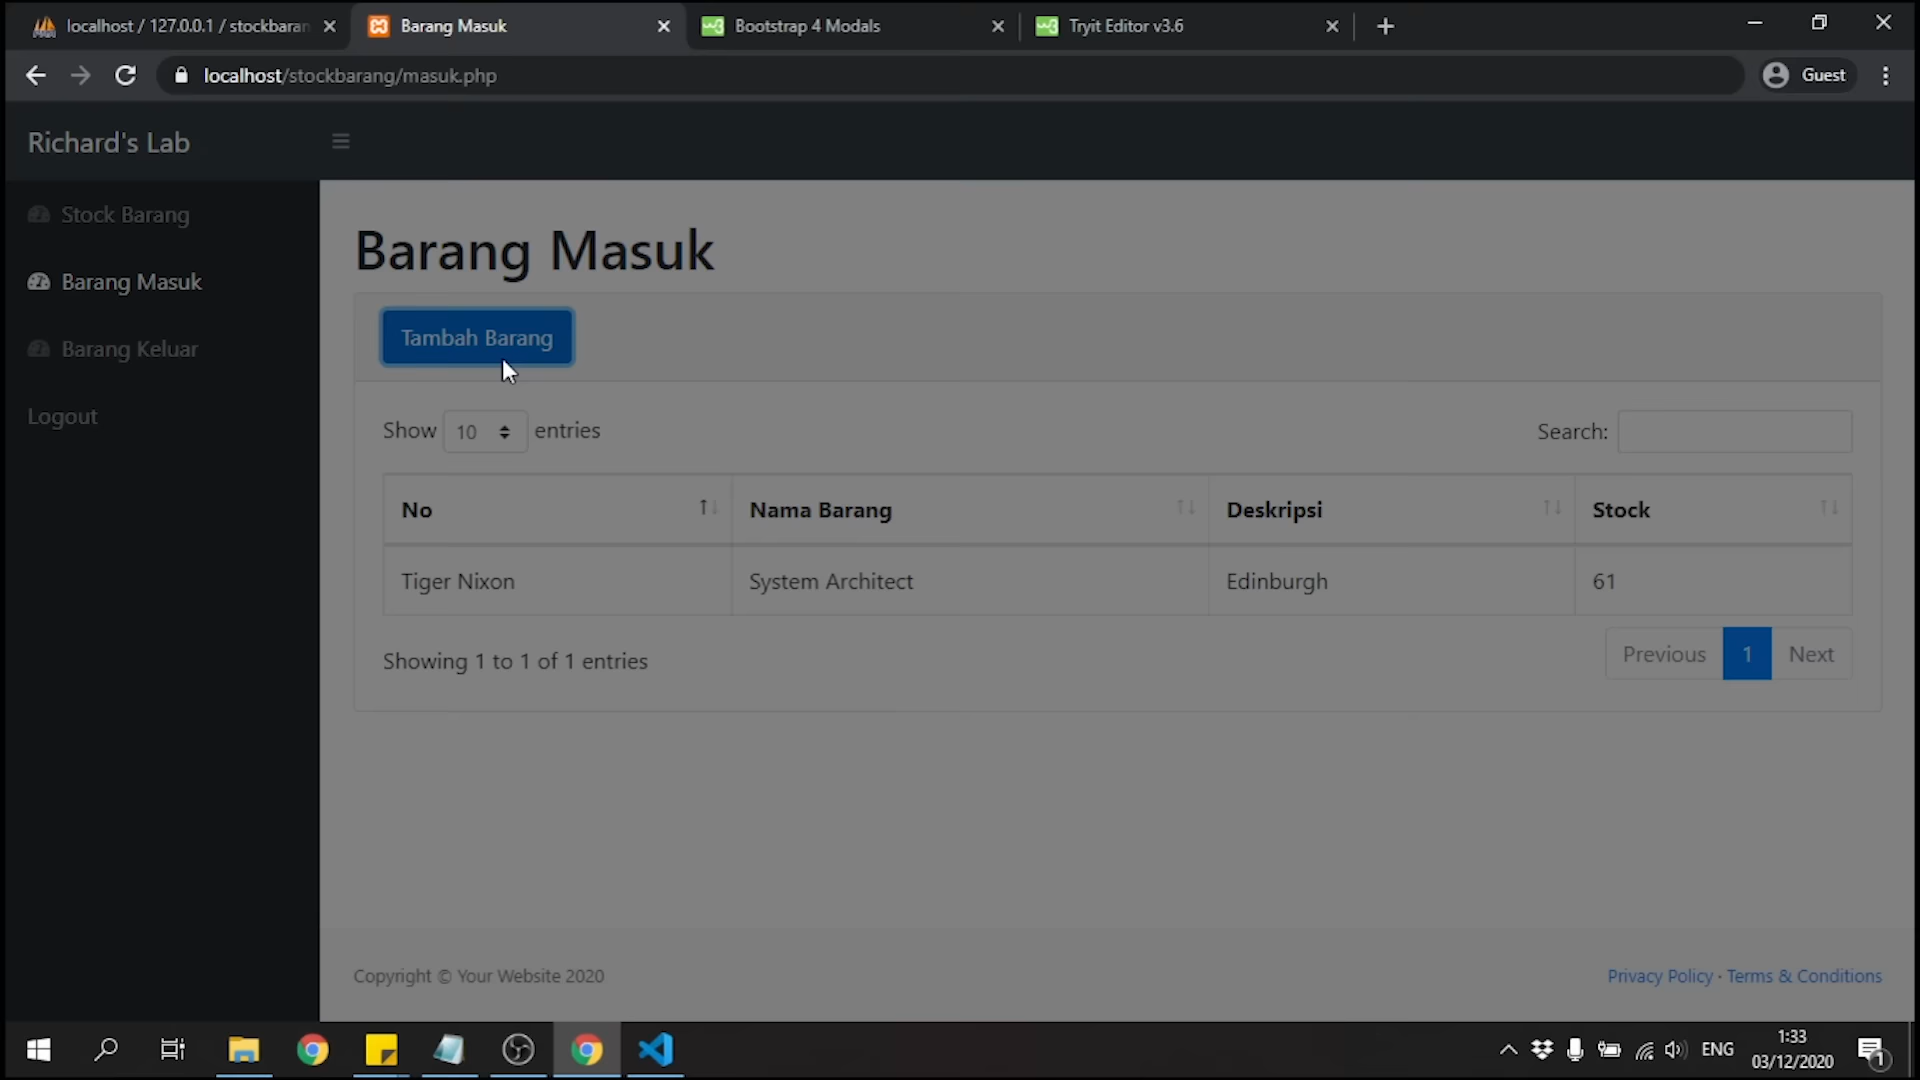 localhost / 127.0.0.1 / stockbaran
Barang Masuk
Bootstrap 4 Modals
Tryit Editor v3.6
localhost/stockbarang/masuk.php
Guest
Richard's Lab
Stock Barang
Barang Masuk
Barang Keluar
Logout
Barang Masuk
Tambah Barang
Show 10 entries
Search:
No Nama Barang Deskripsi Stock
Tiger Nixon System Architect Edinburgh 61
Showing 1 to 1 of 1 entries
Previous 1 Next
Copyright © Your Website 2020
Privacy Policy · Terms & Conditions
ENG
1:33
03/12/2020
1